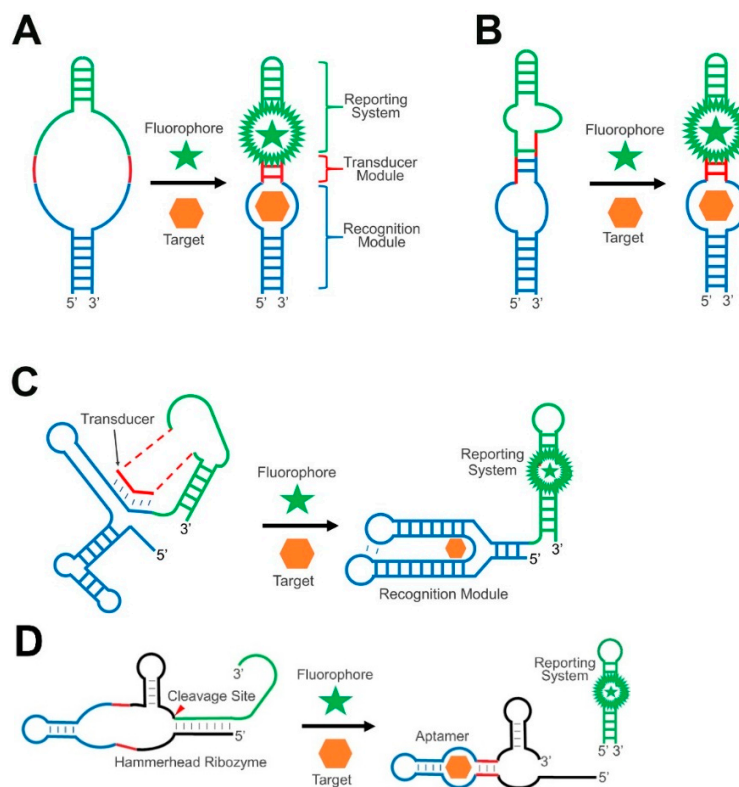 A
Fluorophore
Target
5’ 3’
5’ 3’
Reporting
System
Transducer
Module
Recognition
Module
B
Fluorophore
Target
5’ 3’
5’ 3’
C
Transducer
3’
5’
Fluorophore
Target
Reporting
System
5’
3’
Recognition Module
D
3’
Cleavage Site
5’
Hammerhead Ribozyme
Fluorophore
Target
Aptamer
3’
5’
Reporting
System
5’ 3’